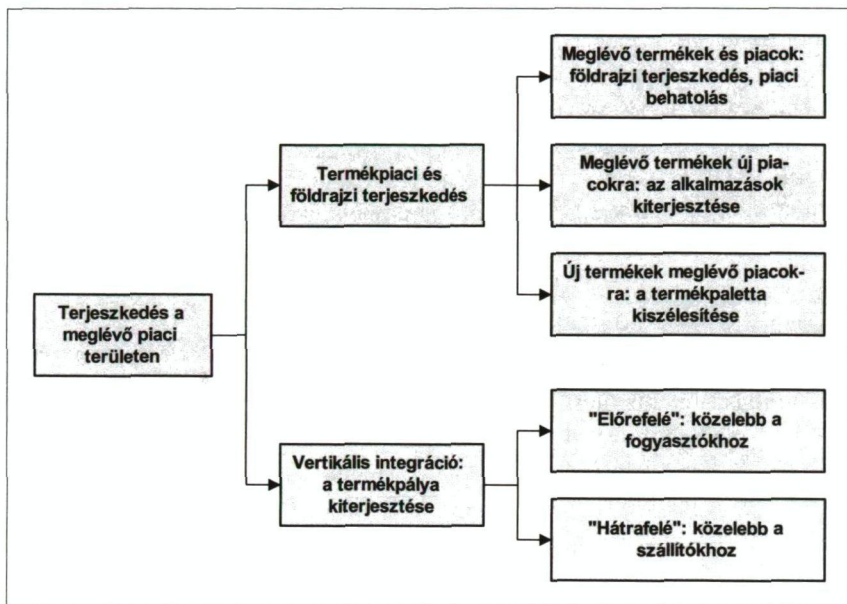 Meglévő termékek és piacok:
földrajzi terjeszkedés, piaci
behatolás
Termékpiaci és
földrajzi terjeszkedés
Meglévő termékek új pia-
cokra: az alkalmazások
kiterjesztése
Új termékek meglévő piacok-
ra: a termékpaletta
kiszélesítése
Terjeszkedés a
meglévő piaci
területen
"Előrefelé": közelebb a
fogyasztókhoz
Vertikális integráció:
a termékpálya
kiterjesztése
"Hátrafelé": közelebb a
szállítókhoz